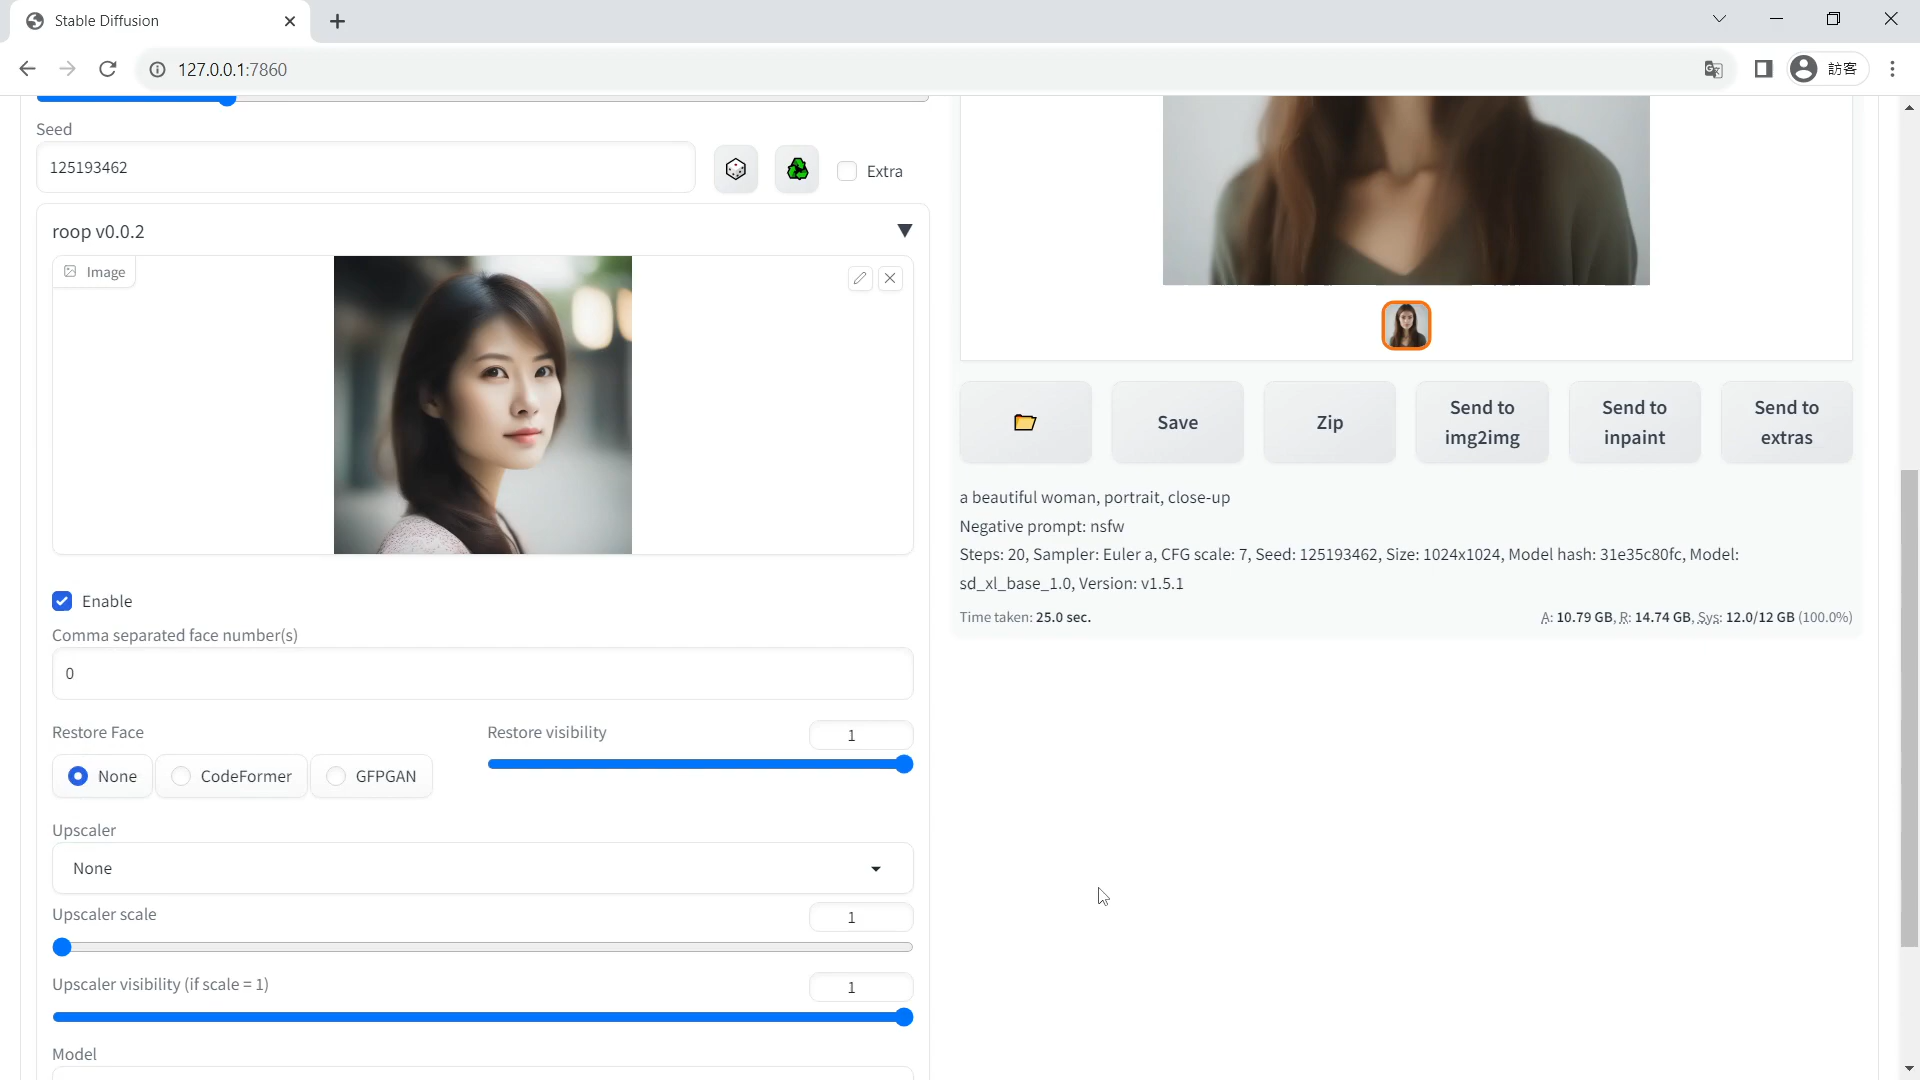 Stable Diffusion
127.0.0.1:7860
訪客
Seed
125193462
Extra
roop v0.0.2
Image
Enable
Comma separated face number(s)
0
Restore Face
Restore visibility
1
None
CodeFormer
GFPGAN
Upscaler
None
Upscaler scale
1
Upscaler visibility (if scale = 1)
1
Model
Save
Zip
Send to
img2img
Send to
inpaint
Send to
extras
a beautiful woman, portrait, close-up
Negative prompt: nsfw
Steps: 20, Sampler: Euler a, CFG scale: 7, Seed: 125193462, Size: 1024x1024, Model hash: 31e35c80fc, Model:
sd_xl_base_1.0, Version: v1.5.1
Time taken: 25.0 sec.
A: 10.79 GB, R: 14.74 GB, Sys: 12.0/12 GB (100.0%)